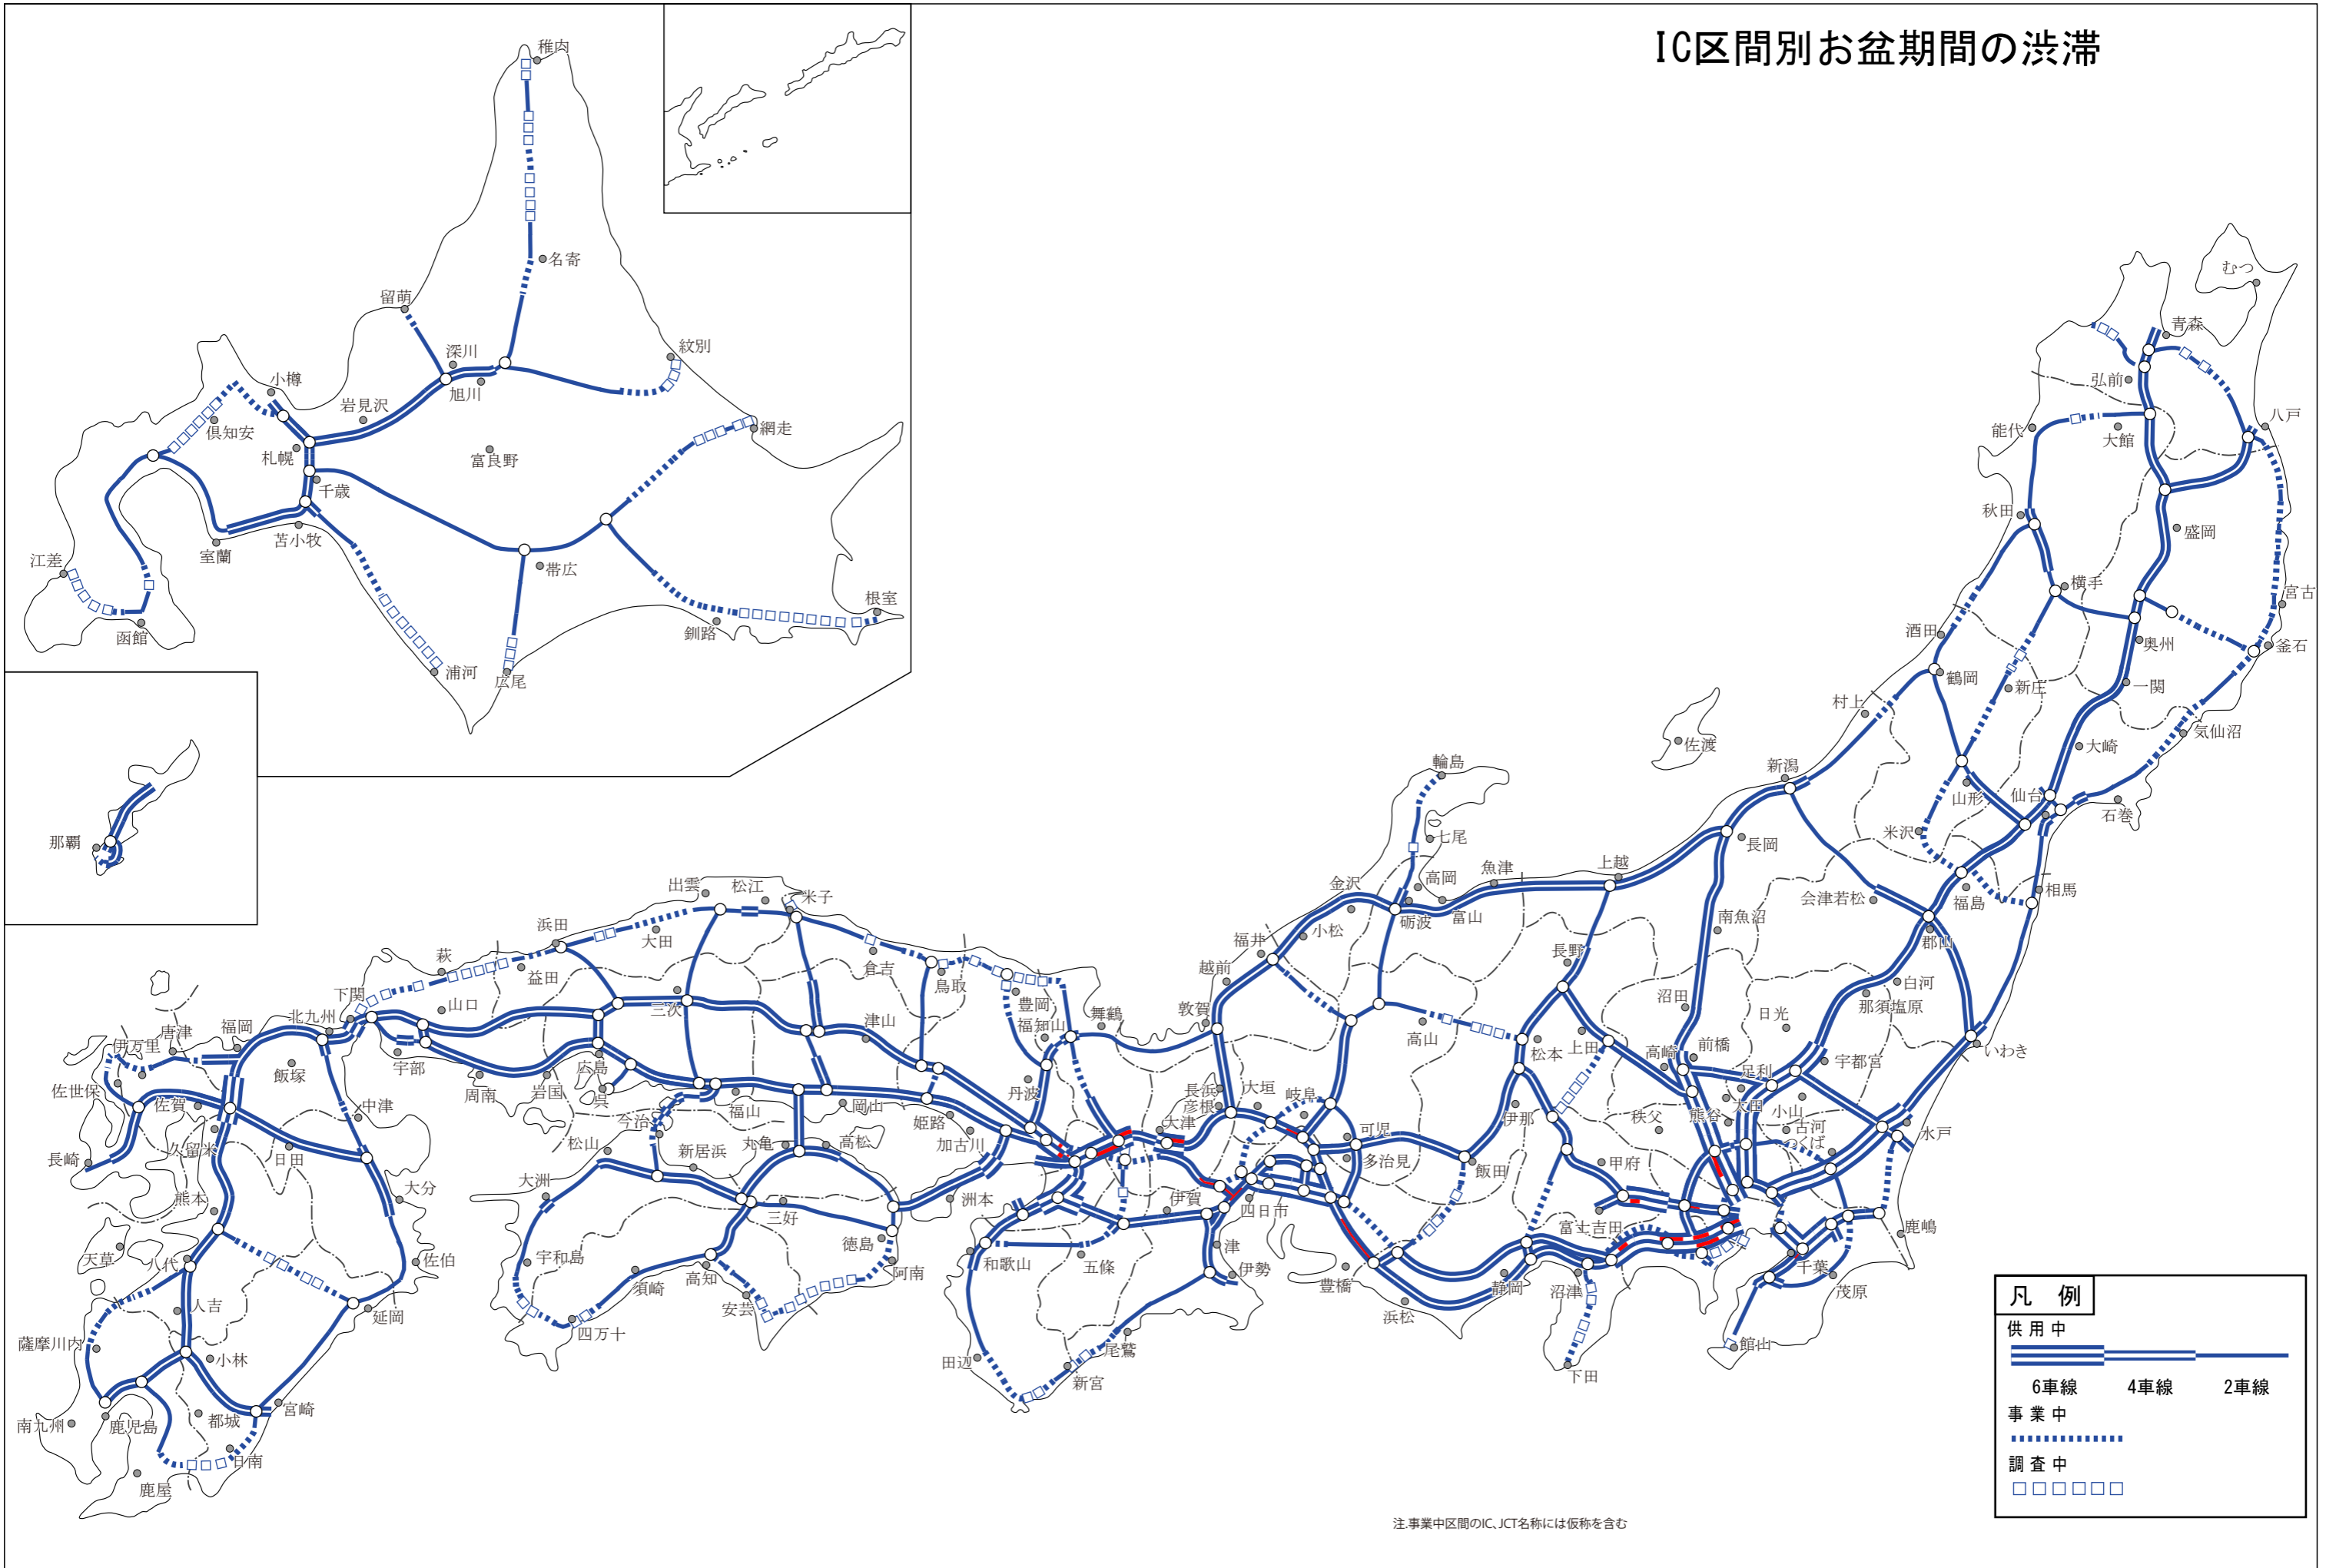 IC区間別お盆期間の渋滞
稚内
名寄
留萌
紋別
深川
旭川
小樽
岩見沢
倶知安
札幌
富良野
網走
千歳
苫小牧
室蘭
江差
函館
帯広
釧路
根室
浦河
広尾
那覇
むつ
青森
弘前
八戸
能代
大館
秋田
盛岡
横手
宮古
酒田
奥州
釜石
鶴岡
新庄
一関
村上
気仙沼
佐渡
大崎
新潟
山形
仙台
石巻
米沢
長岡
相馬
福島
会津若松
郡山
輪島
七尾
高岡
魚津
上越
金沢
砺波
富山
南魚沼
福井
小松
越前
長野
白河
那須塩原
沼田
日光
敦賀
高山
松本
上田
高崎
前橋
宇都宮
いわき
足利
太田
小山
古河
熊谷
秩父
つくば
水戸
出雲
松江
米子
浜田
大田
萩
益田
倉吉
鳥取
豊岡
福知山
舞鶴
山口
下関
北九州
三次
津山
福岡
唐津
伊万里
宇部
広島
周南
岩国
呉
福山
岡山
姫路
丹波
長浜
彦根
大垣
岐阜
大津
可児
伊那
飯塚
佐世保
佐賀
中津
久留米
日田
長崎
今治
松山
新居浜
丸亀
高松
加古川
多治見
飯田
甲府
大洲
三好
洲本
伊賀
四日市
富士吉田
鹿嶋
熊本
大分
天草
八代
佐伯
宇和島
須崎
高知
徳島
阿南
安芸
和歌山
五條
津
伊勢
豊橋
浜松
静岡
沼津
千葉
茂原
人吉
延岡
薩摩川内
小林
四万十
田辺
新宮
尾鷲
下田
館山
南九州
鹿児島
都城
宮崎
日南
鹿屋
凡 例
供用中
6車線 4車線 2車線
事業中
調査中
注.事業中区間のIC、JCT名称には仮称を含む